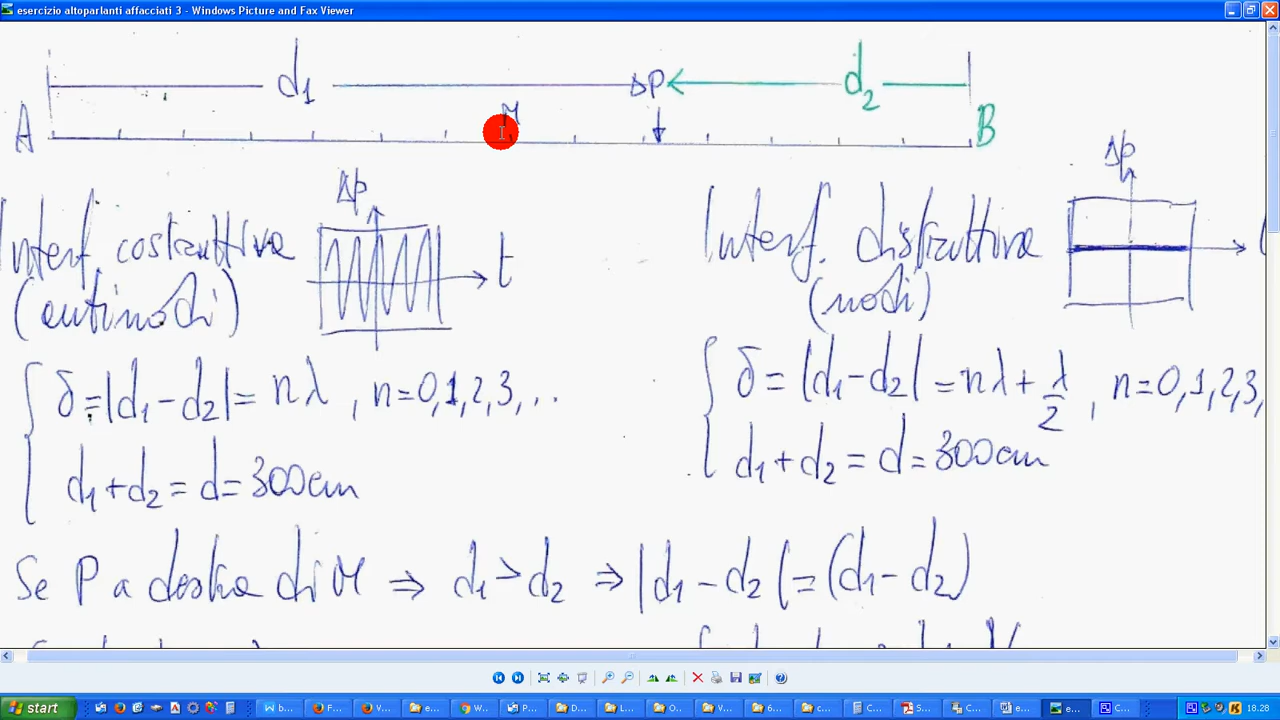 esercizio altoparlanti affacciati 3 - Windows Picture and Fax Viewer
d1 ΔP d2
A M B
Δp Δp
Interf. costruttiva t Interf. distruttiva
(antinodi) (nodi)
δ=|d1-d2|= nλ , n=0,1,2,3,... δ=|d1-d2|=nλ+λ/2, n=0,1,2,3,
d1+d2=d=300cm d1+d2=d=300cm
Se P a destra di M ⇒ d1>d2 ⇒ |d1-d2|=(d1-d2)
start 18.28